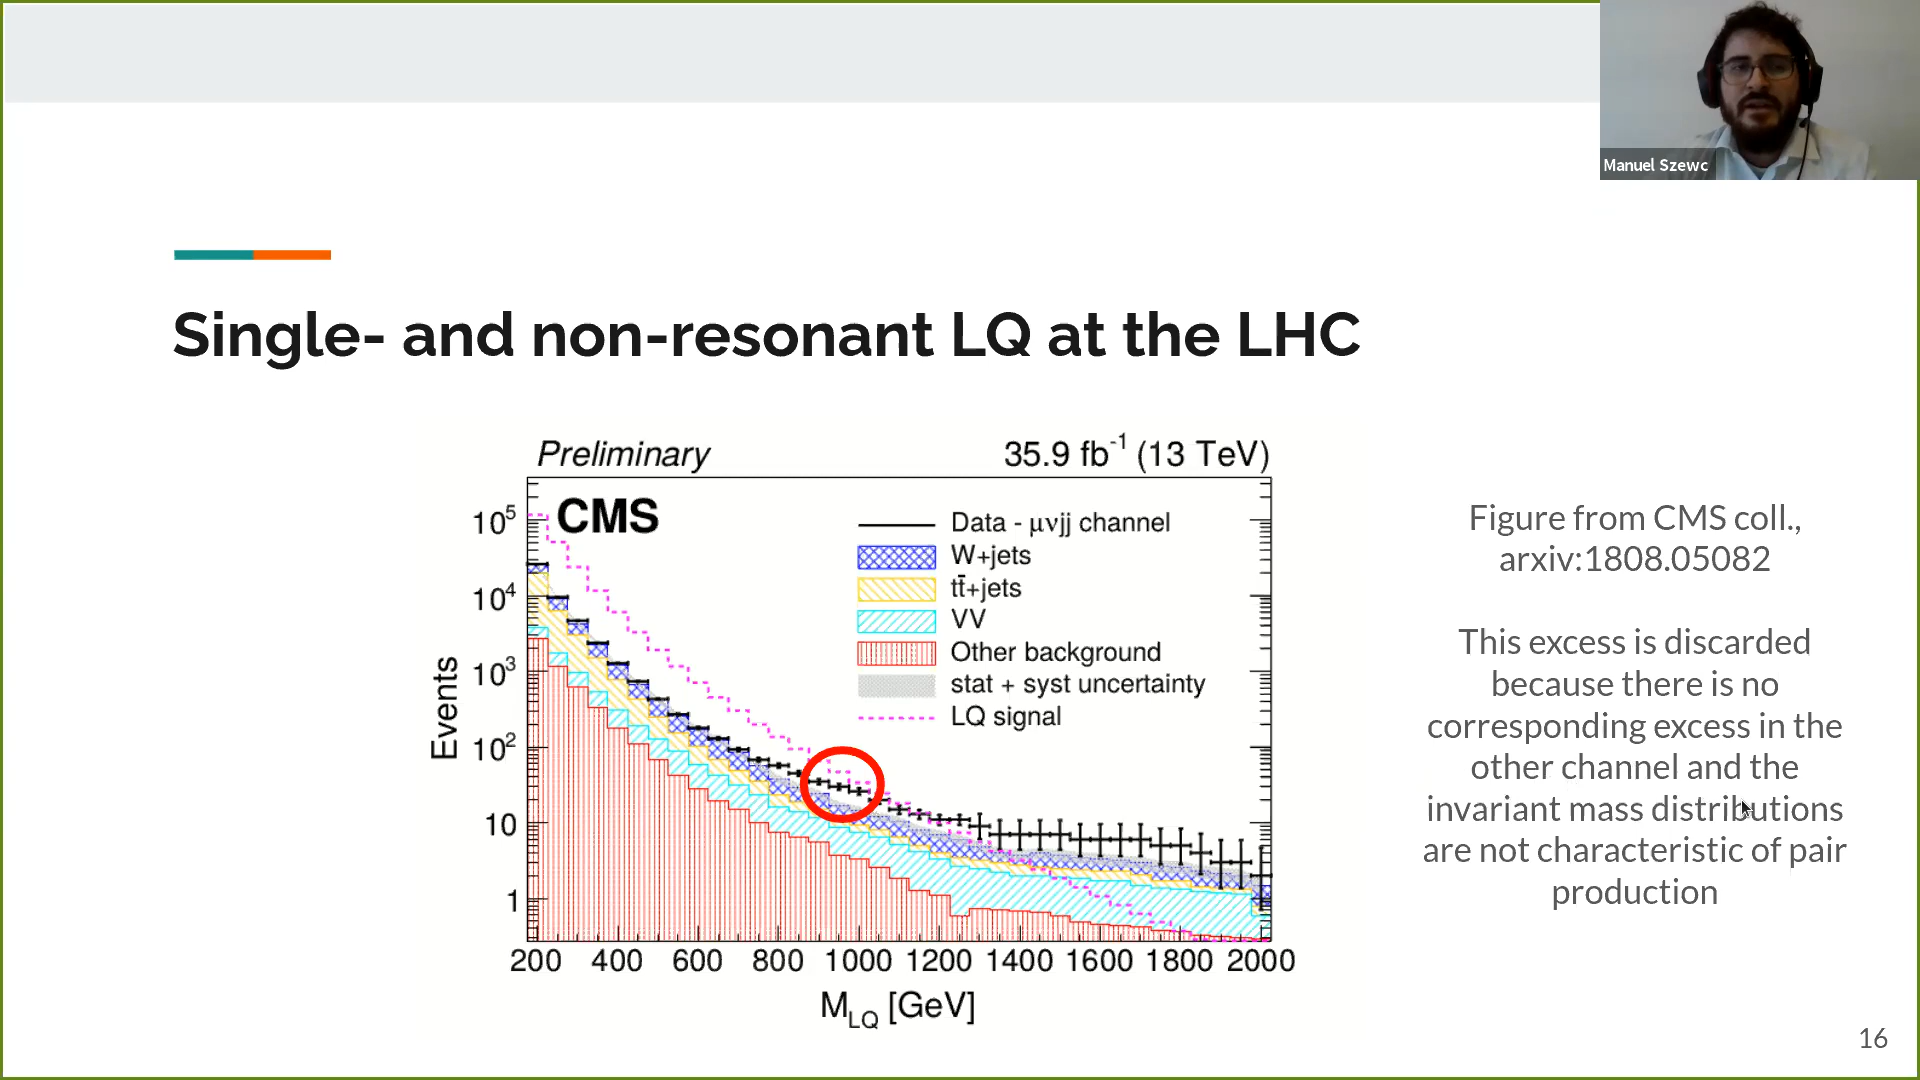 Manuel Szewc
Single- and non-resonant LQ at the LHC
Preliminary
35.9 fb⁻¹ (13 TeV)
CMS
Data - μνjj channel
W+jets
tt̄+jets
VV
Other background
stat + syst uncertainty
LQ signal
Events
10⁵
10⁴
10³
10²
10
1
200 400 600 800 1000 1200 1400 1600 1800 2000
M_LQ [GeV]
Figure from CMS coll.,
arxiv:1808.05082
This excess is discarded
because there is no
corresponding excess in the
other channel and the
invariant mass distributions
are not characteristic of pair
production
16